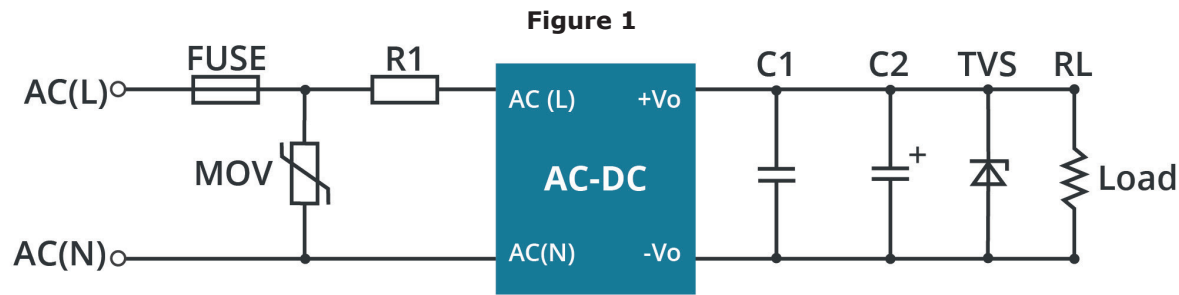 Figure 1
FUSE
R1
C1
C2
TVS
RL
AC(L)
AC (L)
+Vo
MOV
AC-DC
+
Load
AC(N)
AC(N)
-Vo